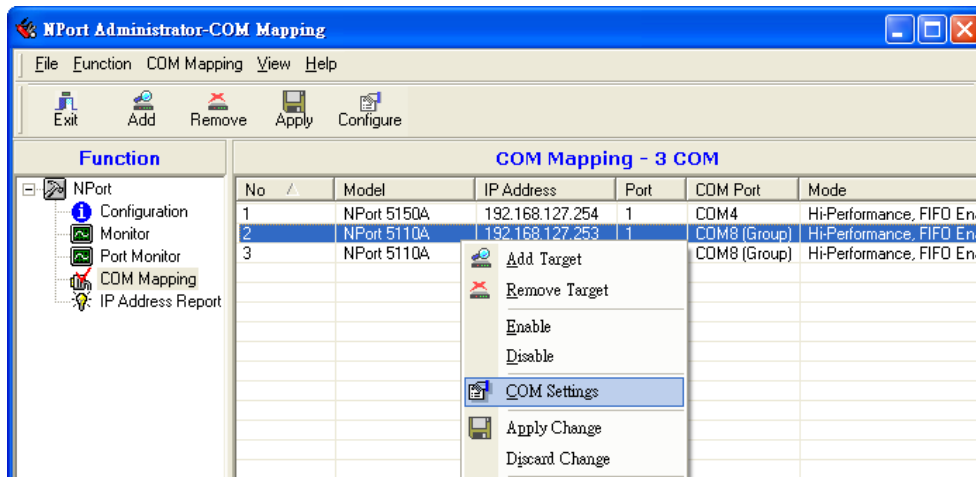 NPort Administrator-COM Mapping
File Function COM Mapping View Help
Exit Add Remove Apply Configure
Function
COM Mapping - 3 COM
NPort
Configuration
Monitor
Port Monitor
COM Mapping
IP Address Report
No Model IP Address Port COM Port Mode
1 NPort 5150A 192.168.127.254 1 COM4 Hi-Performance, FIFO En
2 NPort 5110A 192.168.127.253 1 COM8 (Group) Hi-Performance, FIFO En
3 NPort 5110A COM8 (Group) Hi-Performance, FIFO En
Add Target
Remove Target
Enable
Disable
COM Settings
Apply Change
Discard Change